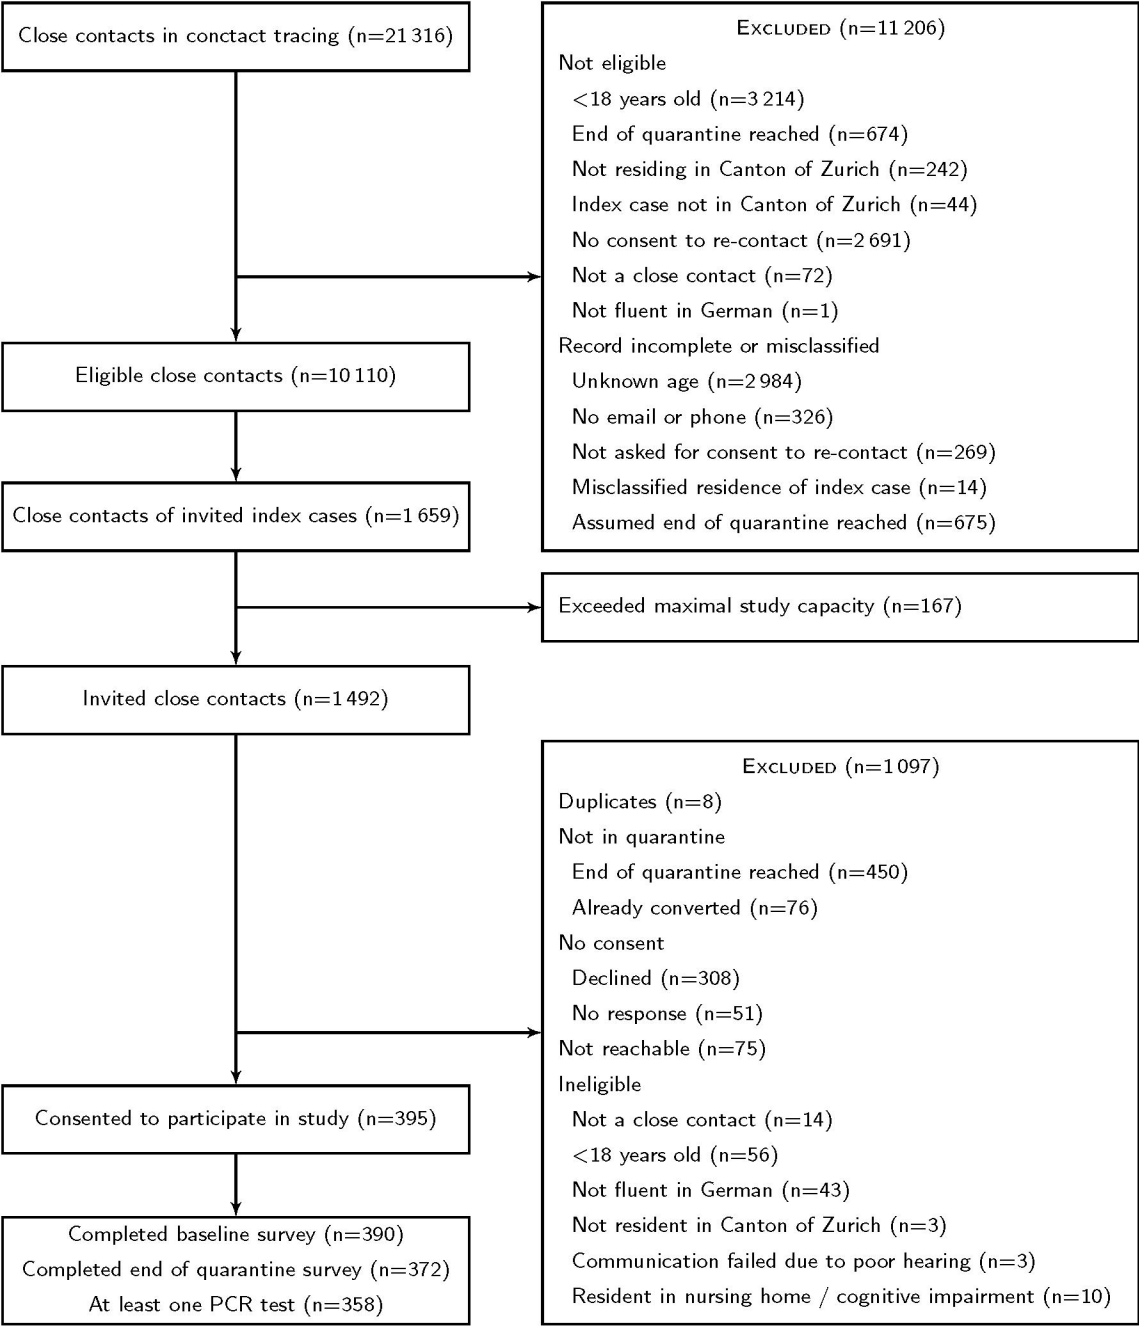 Close contacts in conctact tracing (n=21 316)
EXCLUDED (n=11 206)
Not eligible
<18 years old (n=3 214)
End of quarantine reached (n=674)
Not residing in Canton of Zurich (n=242)
Index case not in Canton of Zurich (n=44)
No consent to re-contact (n=2 691)
Not a close contact (n=72)
Not fluent in German (n=1)
Record incomplete or misclassified
Unknown age (n=2 984)
No email or phone (n=326)
Not asked for consent to re-contact (n=269)
Misclassified residence of index case (n=14)
Assumed end of quarantine reached (n=675)
Eligible close contacts (n=10 110)
Close contacts of invited index cases (n=1 659)
Exceeded maximal study capacity (n=167)
Invited close contacts (n=1 492)
EXCLUDED (n=1 097)
Duplicates (n=8)
Not in quarantine
End of quarantine reached (n=450)
Already converted (n=76)
No consent
Declined (n=308)
No response (n=51)
Not reachable (n=75)
Ineligible
Not a close contact (n=14)
<18 years old (n=56)
Not fluent in German (n=43)
Not resident in Canton of Zurich (n=3)
Communication failed due to poor hearing (n=3)
Resident in nursing home / cognitive impairment (n=10)
Consented to participate in study (n=395)
Completed baseline survey (n=390)
Completed end of quarantine survey (n=372)
At least one PCR test (n=358)